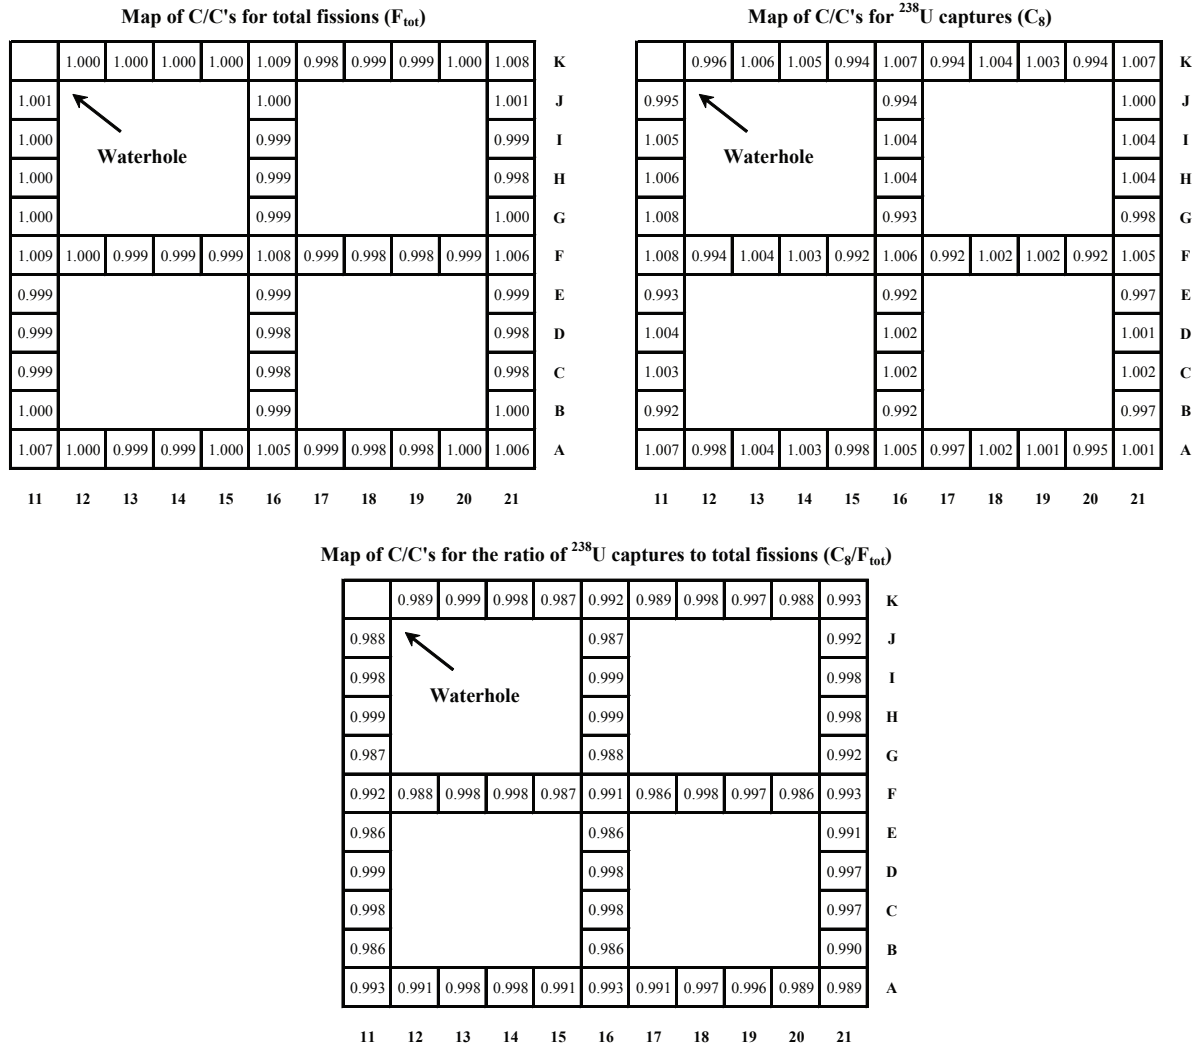 Map of C/C's for total fissions (Ftot)
1.000 1.000 1.000 1.000 1.009 0.998 0.999 0.999 1.000 1.008 K
1.001 1.000 1.001 J
1.000 0.999 0.999 I
Waterhole
1.000 0.999 0.998 H
1.000 0.999 1.000 G
1.009 1.000 0.999 0.999 0.999 1.008 0.999 0.998 0.998 0.999 1.006 F
0.999 0.999 0.999 E
0.999 0.998 0.998 D
0.999 0.998 0.998 C
1.000 0.999 1.000 B
1.007 1.000 0.999 0.999 1.000 1.005 0.999 0.998 0.998 1.000 1.006 A
11 12 13 14 15 16 17 18 19 20 21
Map of C/C's for 238U captures (C8)
0.996 1.006 1.005 0.994 1.007 0.994 1.004 1.003 0.994 1.007 K
0.995 0.994 1.000 J
1.005 1.004 1.004 I
Waterhole
1.006 1.004 1.004 H
1.008 0.993 0.998 G
1.008 0.994 1.004 1.003 0.992 1.006 0.992 1.002 1.002 0.992 1.005 F
0.993 0.992 0.997 E
1.004 1.002 1.001 D
1.003 1.002 1.002 C
0.992 0.992 0.997 B
1.007 0.998 1.004 1.003 0.998 1.005 0.997 1.002 1.001 0.995 1.001 A
11 12 13 14 15 16 17 18 19 20 21
Map of C/C's for the ratio of 238U captures to total fissions (C8/Ftot)
0.989 0.999 0.998 0.987 0.992 0.989 0.998 0.997 0.988 0.993 K
0.988 0.987 0.992 J
0.998 0.999 0.998 I
Waterhole
0.999 0.999 0.998 H
0.987 0.988 0.992 G
0.992 0.988 0.998 0.998 0.987 0.991 0.986 0.998 0.997 0.986 0.993 F
0.986 0.986 0.991 E
0.999 0.998 0.997 D
0.998 0.998 0.997 C
0.986 0.986 0.990 B
0.993 0.991 0.998 0.998 0.991 0.993 0.991 0.997 0.996 0.989 0.989 A
11 12 13 14 15 16 17 18 19 20 21